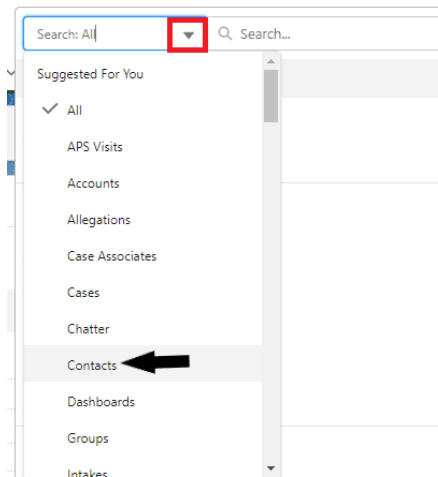 Search: All
Search...
Suggested For You
All
APS Visits
Accounts
Allegations
Case Associates
Cases
Chatter
Contacts
Dashboards
Groups
Intakes